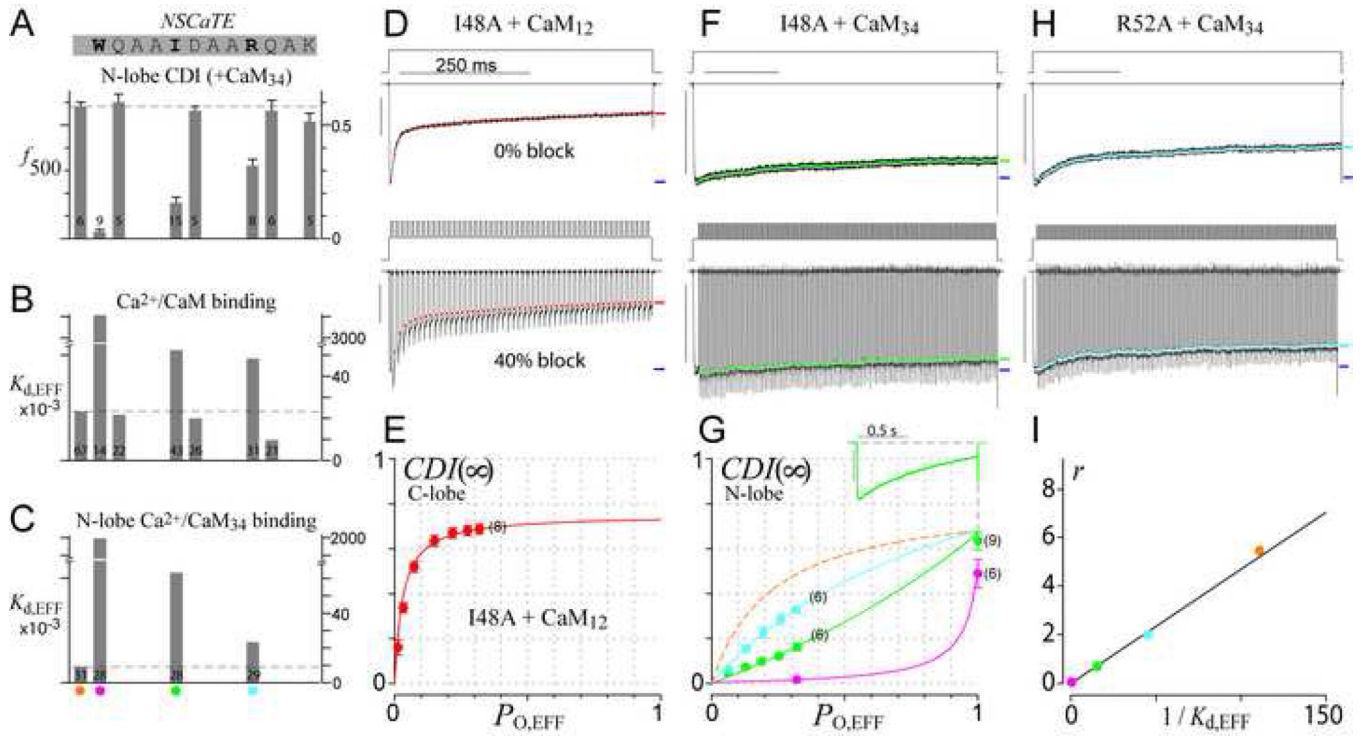 A
NSCaTE
WQAAIDAARQAK
N-lobe CDI (+CaM34)
f500
0.5
0
6 9 5 15 5 8 6 5
B
Ca2+/CaM binding
Kd,EFF
x10-3
3000
40
0
67 14 22 43 26 31 21
C
N-lobe Ca2+/CaM34 binding
Kd,EFF
x10-3
2000
40
0
31 28 28 29
D
I48A + CaM12
250 ms
0% block
40% block
E
1
CDI(∞)
C-lobe
(6)
I48A + CaM12
0
0
PO,EFF
1
F
I48A + CaM34
G
0.5 s
1
CDI(∞)
N-lobe
(9)
(6)
(6)
(6)
0
0
PO,EFF
1
H
R52A + CaM34
I
r
8
6
4
2
0
0
1 / Kd,EFF
150